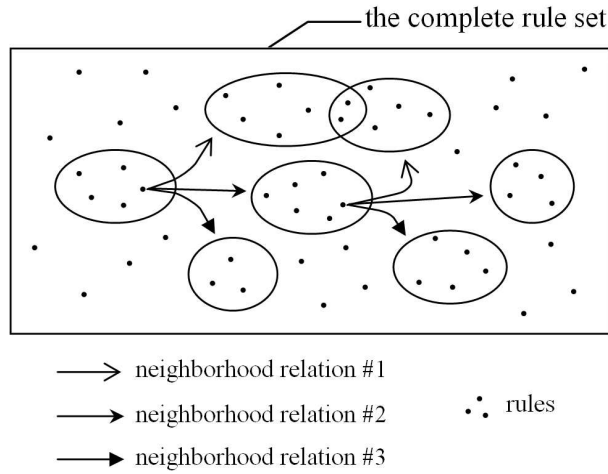 the complete rule set
neighborhood relation #1
neighborhood relation #2
rules
neighborhood relation #3